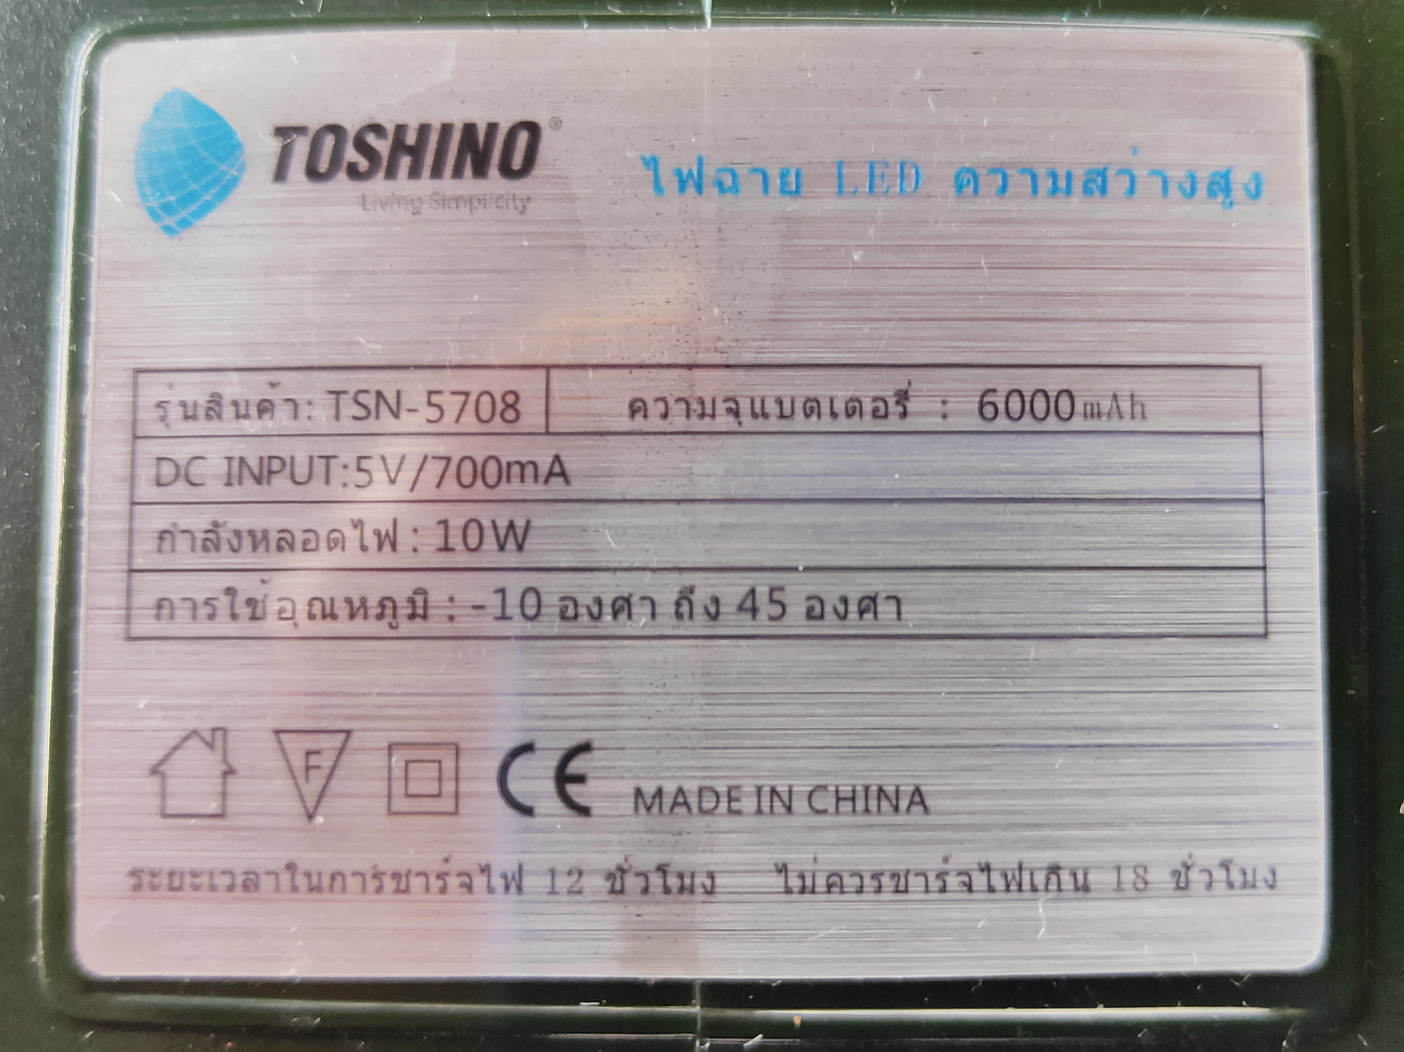 TOSHINO®
Living Simplicity
ไฟฉาย LED ความสว่างสูง
รุ่นสินค้า: TSN-5708 ความจุแบตเตอรี่ : 6000mAh
DC INPUT:5V/700mA
กำลังหลอดไฟ : 10W
การใช้อุณหภูมิ : -10 องศา ถึง 45 องศา
F CE MADE IN CHINA
ระยะเวลาในการชาร์จไฟ 12 ชั่วโมง ไม่ควรชาร์จไฟเกิน 18 ชั่วโมง